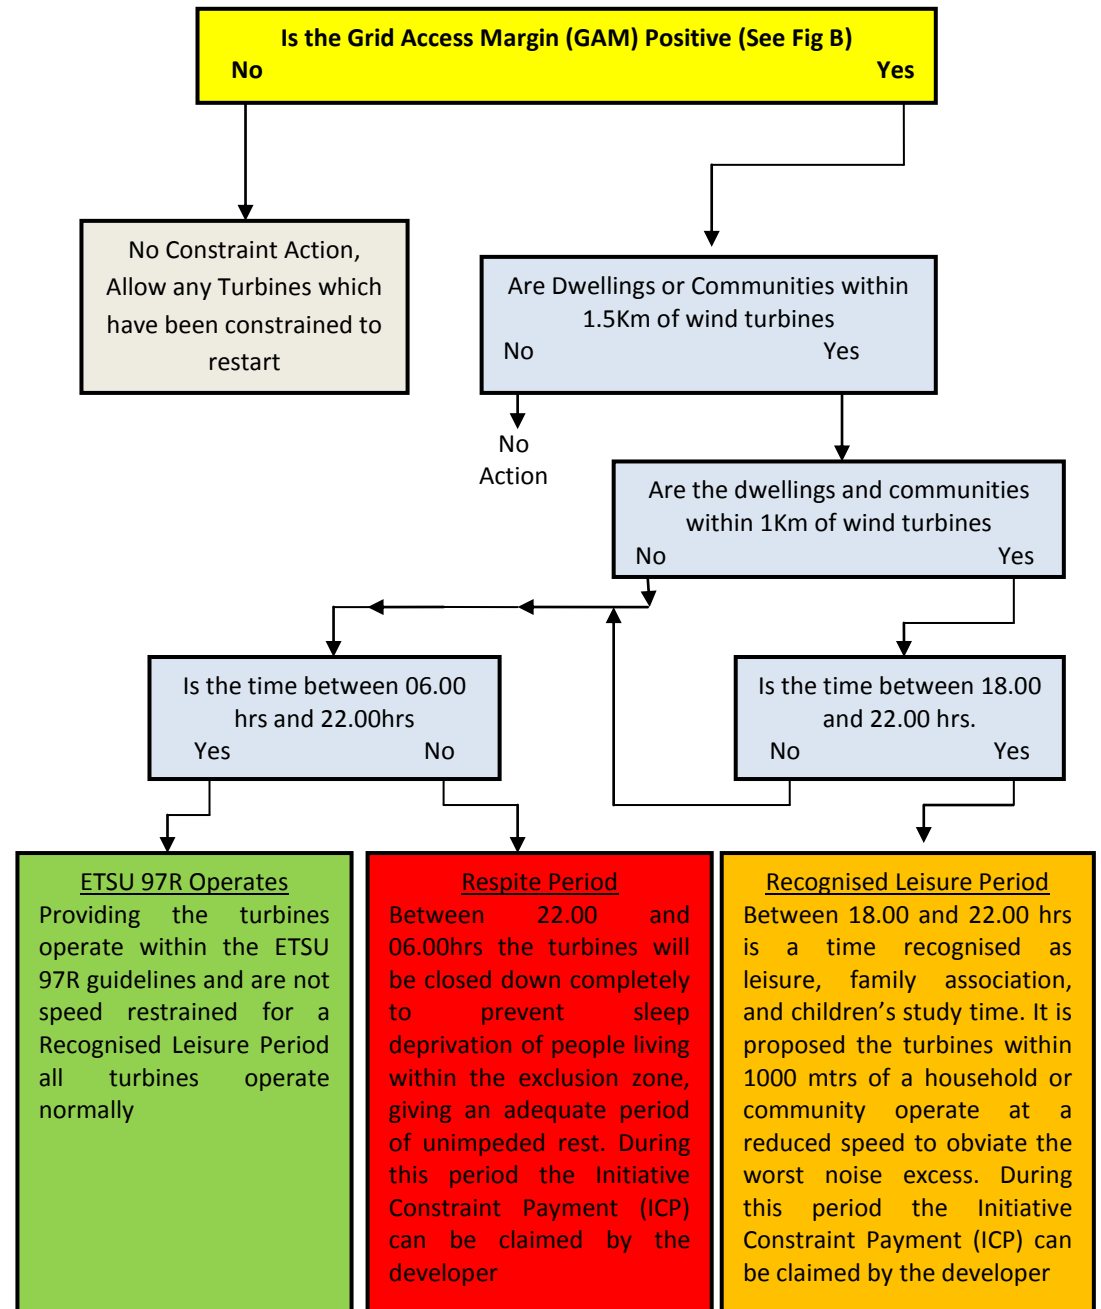 Is the Grid Access Margin (GAM) Positive (See Fig B)
No Yes
No Constraint Action,
Allow any Turbines which
have been constrained to
restart
Are Dwellings or Communities within
1.5Km of wind turbines
No Yes
No
Action
Are the dwellings and communities
within 1Km of wind turbines
No Yes
Is the time between 06.00
hrs and 22.00hrs
Yes No
Is the time between 18.00
and 22.00 hrs.
No Yes
ETSU 97R Operates
Providing the turbines
operate within the ETSU
97R guidelines and are not
speed restrained for a
Recognised Leisure Period
all turbines operate
normally
Respite Period
Between 22.00 and
06.00hrs the turbines will
be closed down completely
to prevent sleep
deprivation of people living
within the exclusion zone,
giving an adequate period
of unimpeded rest. During
this period the Initiative
Constraint Payment (ICP)
can be claimed by the
developer
Recognised Leisure Period
Between 18.00 and 22.00 hrs
is a time recognised as
leisure, family association,
and children’s study time. It is
proposed the turbines within
1000 mtrs of a household or
community operate at a
reduced speed to obviate the
worst noise excess. During
this period the Initiative
Constraint Payment (ICP) can
be claimed by the developer